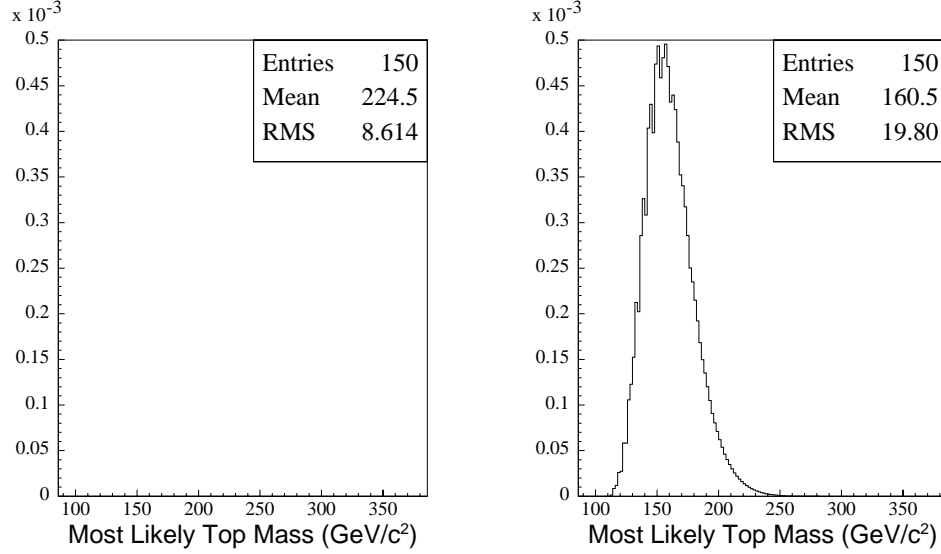 x 10⁻³
0.5
0.45
0.4
0.35
0.3
0.25
0.2
0.15
0.1
0.05
0
Entries 150
Mean 224.5
RMS 8.614
100 150 200 250 300 350
Most Likely Top Mass (GeV/c²)
x 10⁻³
0.5
0.45
0.4
0.35
0.3
0.25
0.2
0.15
0.1
0.05
0
Entries 150
Mean 160.5
RMS 19.80
100 150 200 250 300 350
Most Likely Top Mass (GeV/c²)